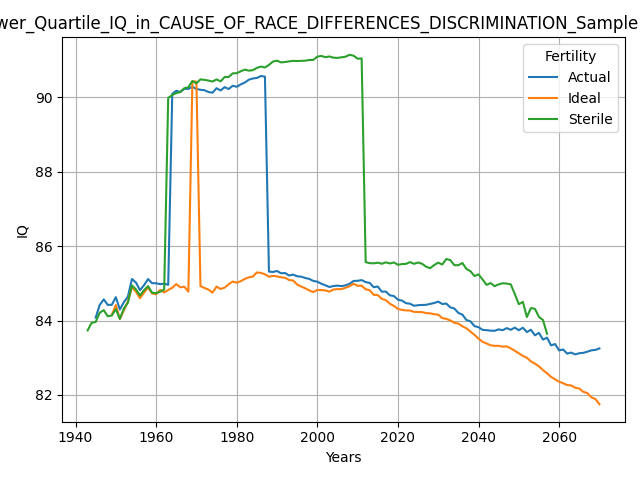 wer_Quartile_IQ_in_CAUSE_OF_RACE_DIFFERENCES_DISCRIMINATION_Sample
Fertility
Actual
Ideal
Sterile
IQ
90
88
86
84
82
1940 1960 1980 2000 2020 2040 2060
Years